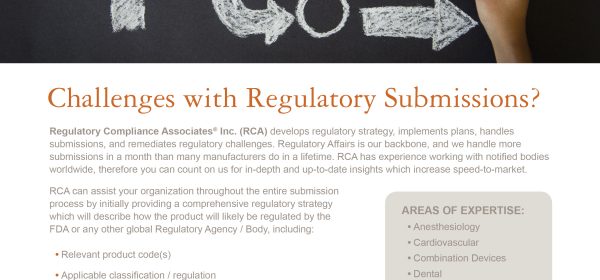 Challenges with Regulatory Submissions?
Regulatory Compliance Associates® Inc. (RCA) develops regulatory strategy, implements plans, handles
submissions, and remediates regulatory challenges. Regulatory Affairs is our backbone, and we handle more
submissions in a month than many manufacturers do in a lifetime. RCA has experience working with notified bodies
worldwide, therefore you can count on us for in-depth and up-to-date insights which increase speed-to-market.
RCA can assist your organization throughout the entire submission
process by initially providing a comprehensive regulatory strategy
which will describe how the product will likely be regulated by the
FDA or any other global Regulatory Agency / Body, including:
• Relevant product code(s)
• Applicable classification / regulation
AREAS OF EXPERTISE:
• Anesthesiology
• Cardiovascular
• Combination Devices
• Dental